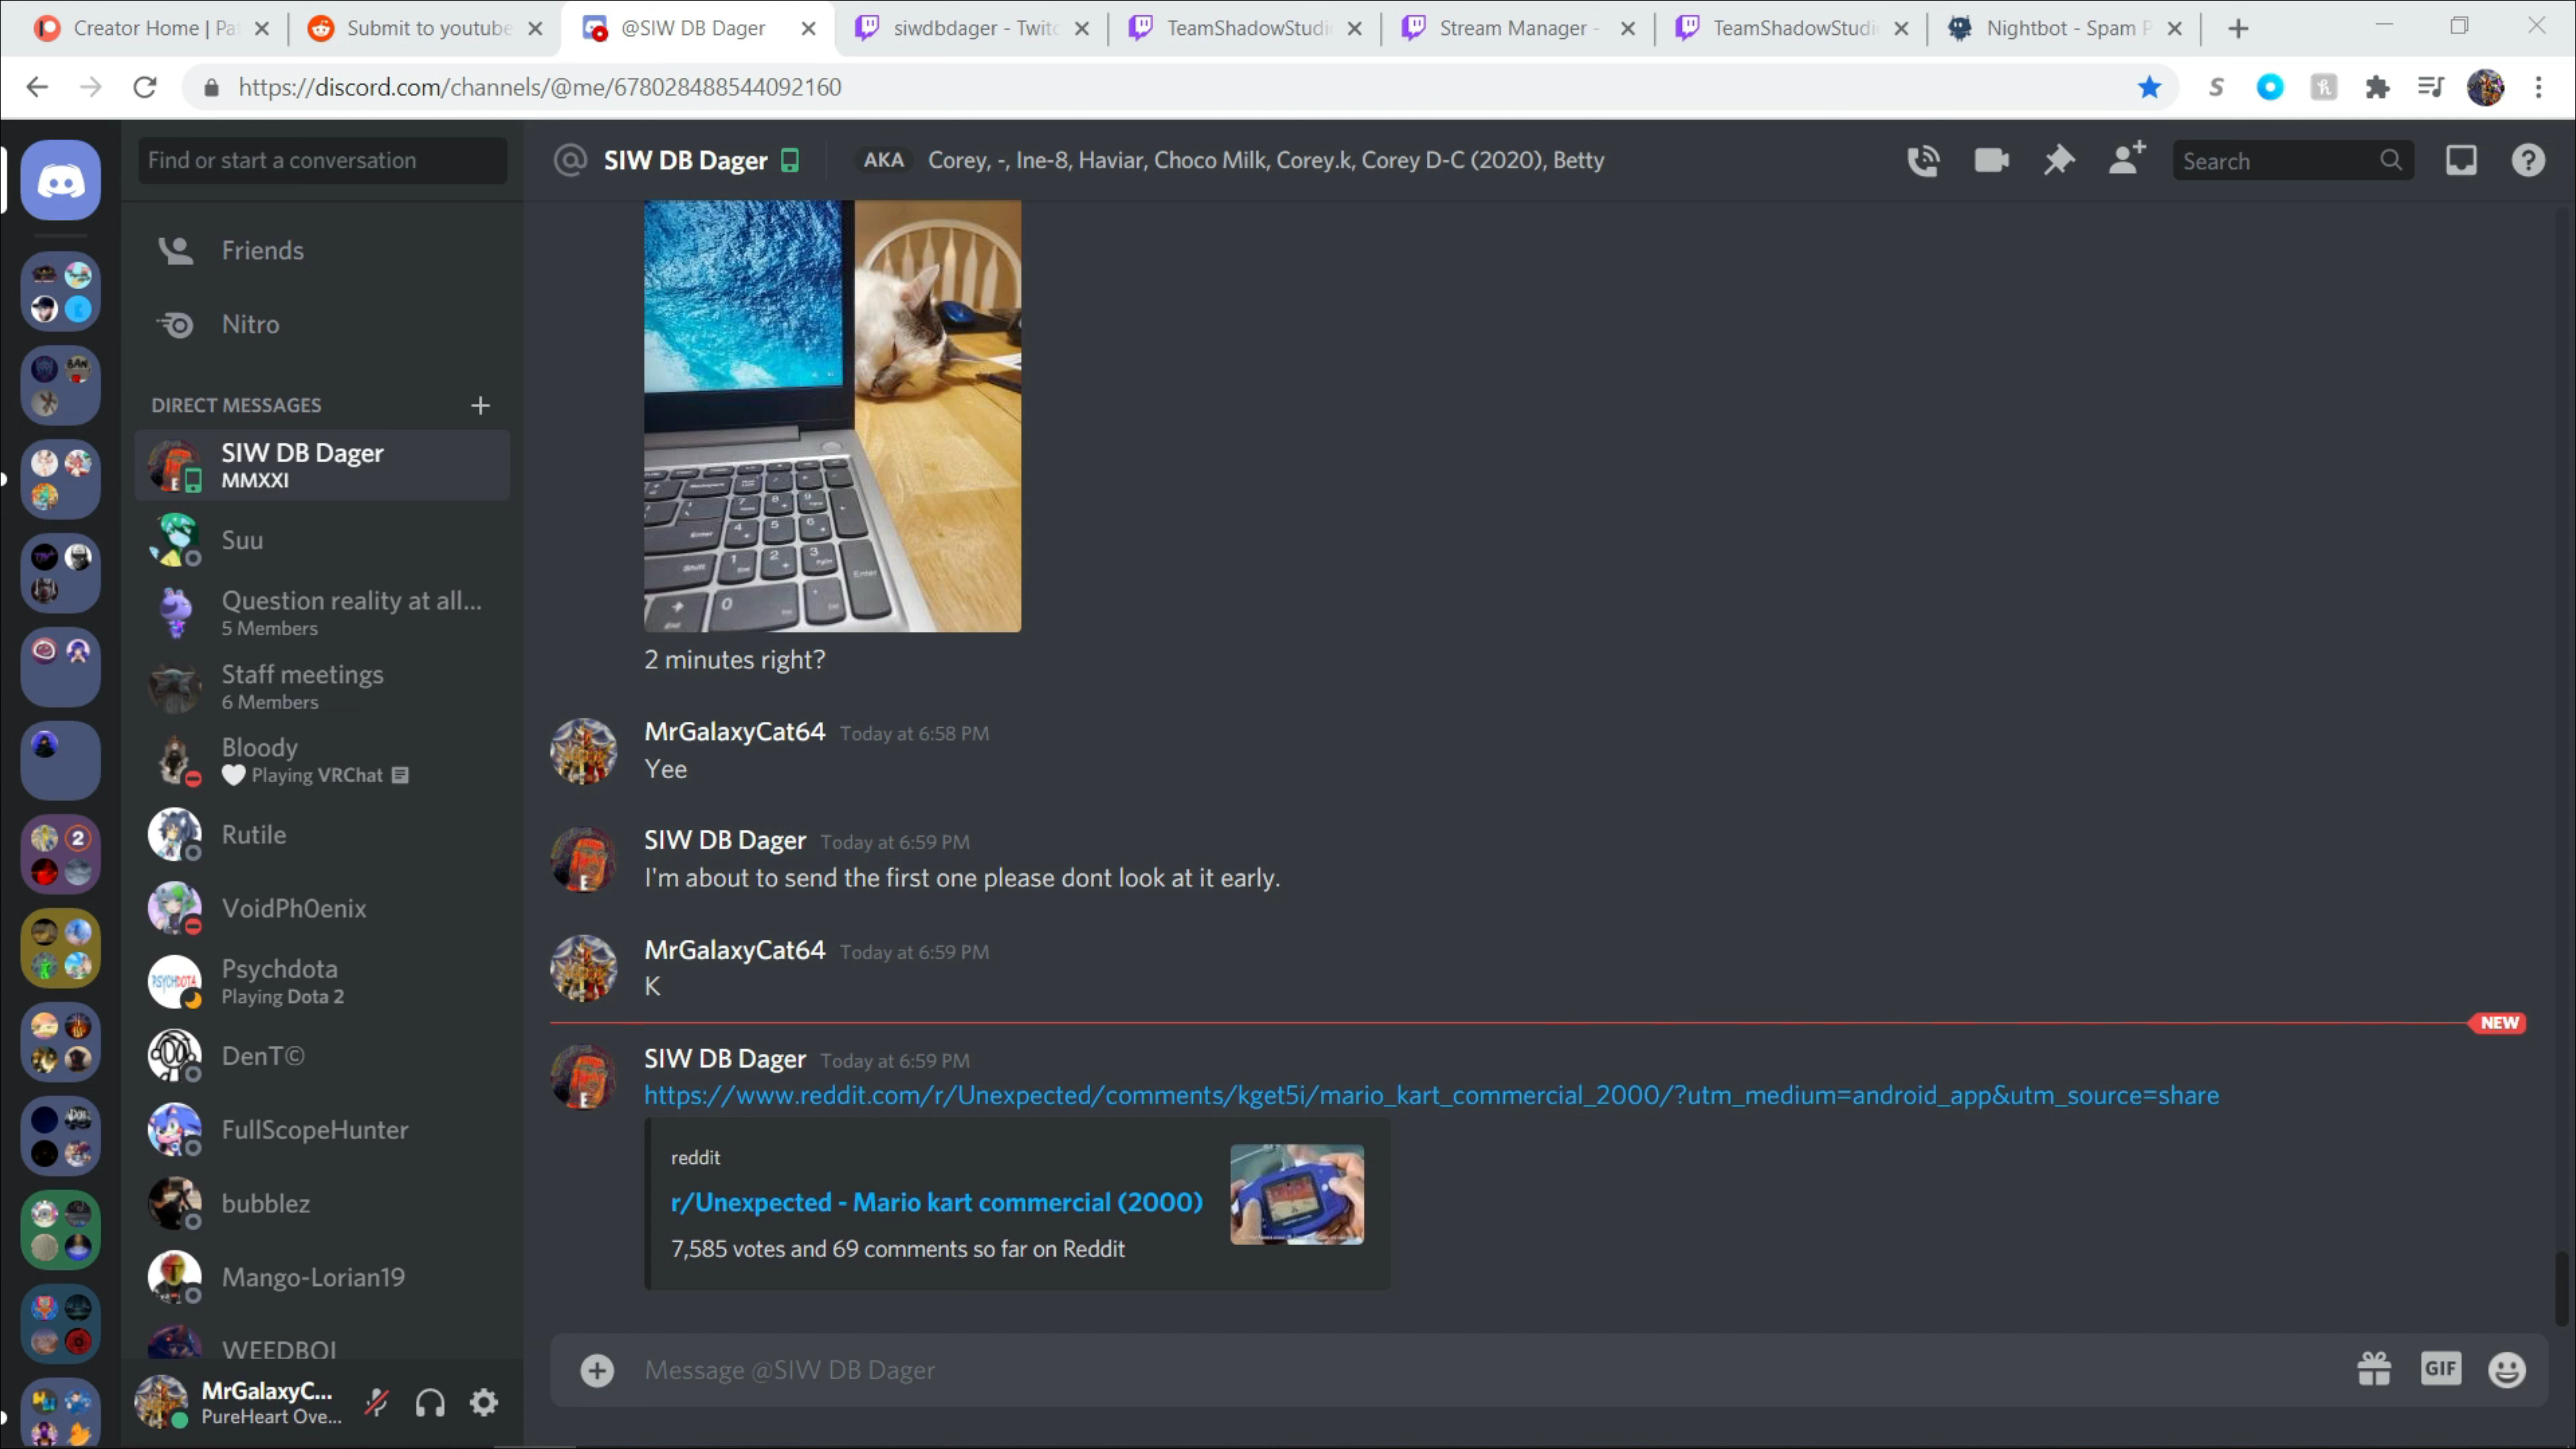 Creator Home | Pat
Submit to youtube
@SIW DB Dager
siwdbdager - Twitc
TeamShadowStudi
Stream Manager -
TeamShadowStudi
Nightbot - Spam P
https://discord.com/channels/@me/678028488544092160
Find or start a conversation
SIW DB Dager
AKA
Corey, -, Ine-8, Haviar, Choco Milk, Corey.k, Corey D-C (2020), Betty
Search
Friends
Nitro
DIRECT MESSAGES
SIW DB Dager
MMXXI
Suu
Question reality at all...
5 Members
Staff meetings
6 Members
Bloody
Playing VRChat
Rutile
VoidPh0enix
PSYCHDOTA
Psychdota
Playing Dota 2
DenT©
FullScopeHunter
bubblez
Mango-Lorian19
WEEDBOI
MrGalaxyC...
PureHeart Ove...
2 minutes right?
MrGalaxyCat64 Today at 6:58 PM
Yee
SIW DB Dager Today at 6:59 PM
I'm about to send the first one please dont look at it early.
MrGalaxyCat64 Today at 6:59 PM
K
NEW
SIW DB Dager Today at 6:59 PM
https://www.reddit.com/r/Unexpected/comments/kget5i/mario_kart_commercial_2000/?utm_medium=android_app&utm_source=share
reddit
r/Unexpected - Mario kart commercial (2000)
7,585 votes and 69 comments so far on Reddit
Message @SIW DB Dager
GIF